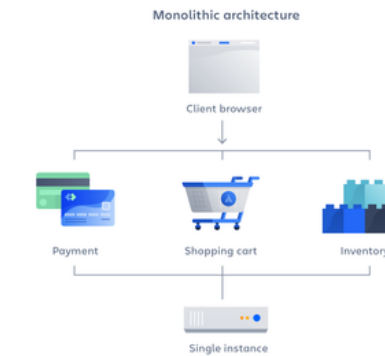 Monolithic architecture
Client browser
Payment
Shopping cart
Inventory
Single instance